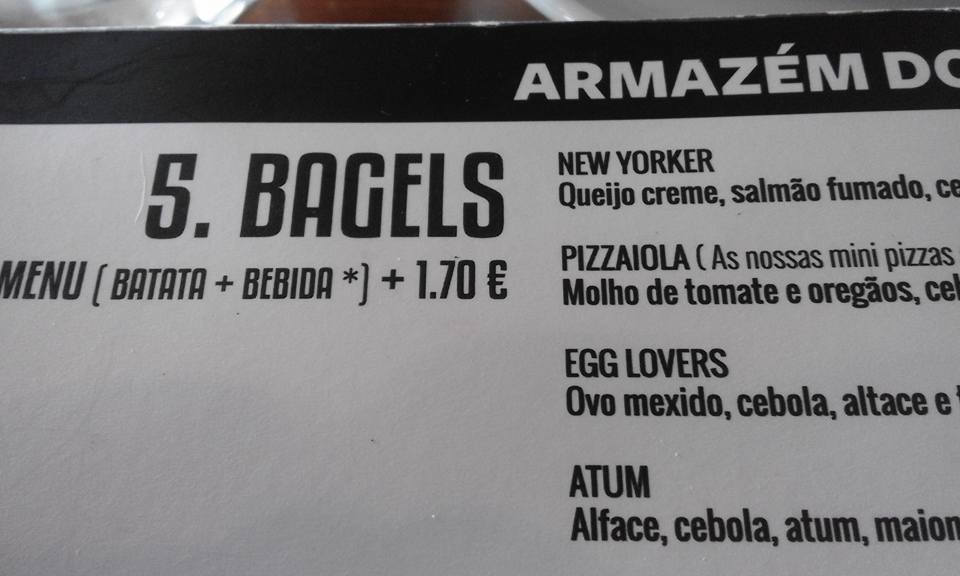 ARMAZÉM
5. BAGELS
MENU ( BATATA + BEBIDA *) + 1.70 €
NEW YORKER
Queijo creme, salmão fumado,
PIZZAIOLA ( As nossas mini pizzas
Molho de tomate e oregãos,
EGG LOVERS
Ovo mexido, cebola, altace e
ATUM
Alface, cebola, atum,